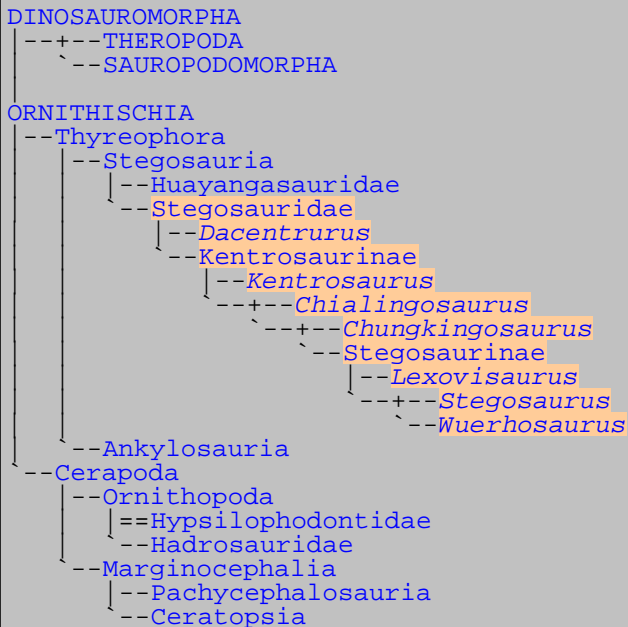 DINOSAUROMORPHA
|--+--THEROPODA
|  `--SAUROPODOMORPHA
|
ORNITHISCHIA
|--Thyreophora
|  |--Stegosauria
|  |  |--Huayangasauridae
|  |  `--Stegosauridae
|  |     |--Dacentrurus
|  |     `--Kentrosaurinae
|  |        |--Kentrosaurus
|  |        `--+--Chialingosaurus
|  |           `--+--Chungkingosaurus
|  |              `--Stegosaurinae
|  |                 |--Lexovisaurus
|  |                 `--+--Stegosaurus
|  |                    `--Wuerhosaurus
|  `--Ankylosauria
`--Cerapoda
   |--Ornithopoda
   |  |==Hypsilophodontidae
   |  `--Hadrosauridae
   `--Marginocephalia
      |--Pachycephalosauria
      `--Ceratopsia